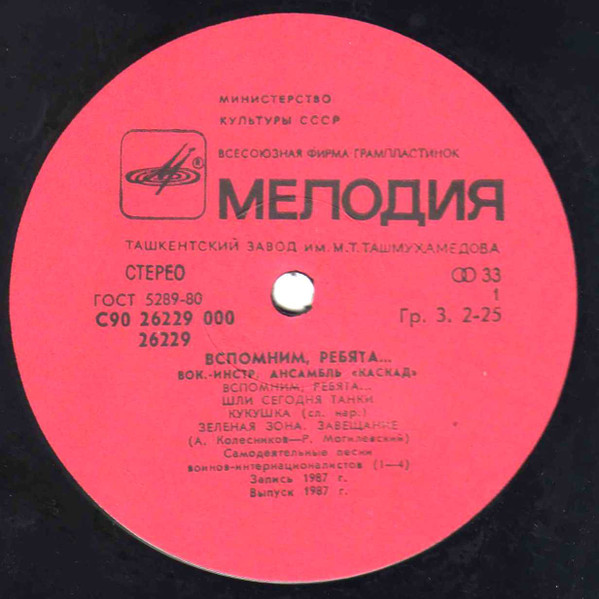 МИНИСТЕРСТВО
КУЛЬТУРЫ СССР
ВСЕСОЮЗНАЯ ФИРМА ГРАМПЛАСТИНОК
®
МЕЛОДИЯ
ТАШКЕНТСКИЙ ЗАВОД ИМ. М.Т. ТАШМУХАМЕДОВА
СТЕРЕО
33
ГОСТ 5289-80
1
С90 26229 000
Гр. 3. 2-25
26229
ВСПОМНИМ, РЕБЯТА...
ВОК.-ИНСТР. АНСАМБЛЬ «КАСКАД»
ВСПОМНИМ, РЕБЯТА...
ШЛИ СЕГОДНЯ ТАНКИ
КУКУШКА (сл. нар.)
ЗЕЛЕНАЯ ЗОНА. ЗАВЕЩАНИЕ
(А. Колесников—Р. Могилевский)
Самодеятельные песни
воинов-интернационалистов (1—4)
Запись 1987 г.
Выпуск 1987 г.